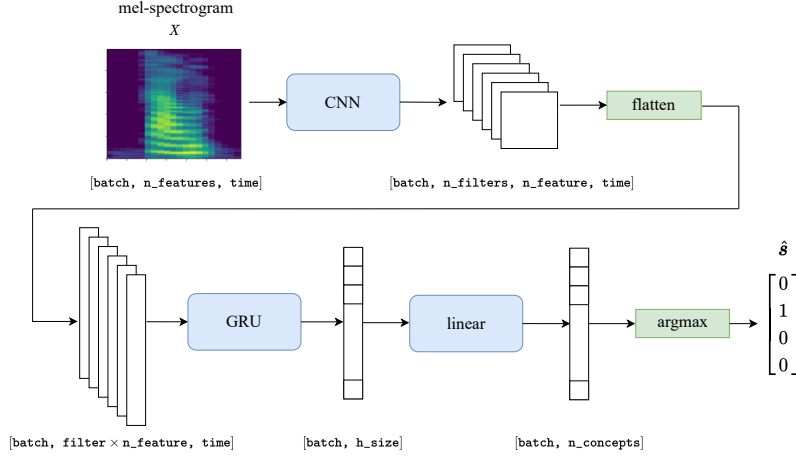 mel-spectrogram
X
CNN
flatten
[batch, n_features, time]
[batch, n_filters, n_feature, time]
ŝ
GRU
linear
argmax
0
1
0
0
[batch, filter × n_feature, time]
[batch, h_size]
[batch, n_concepts]